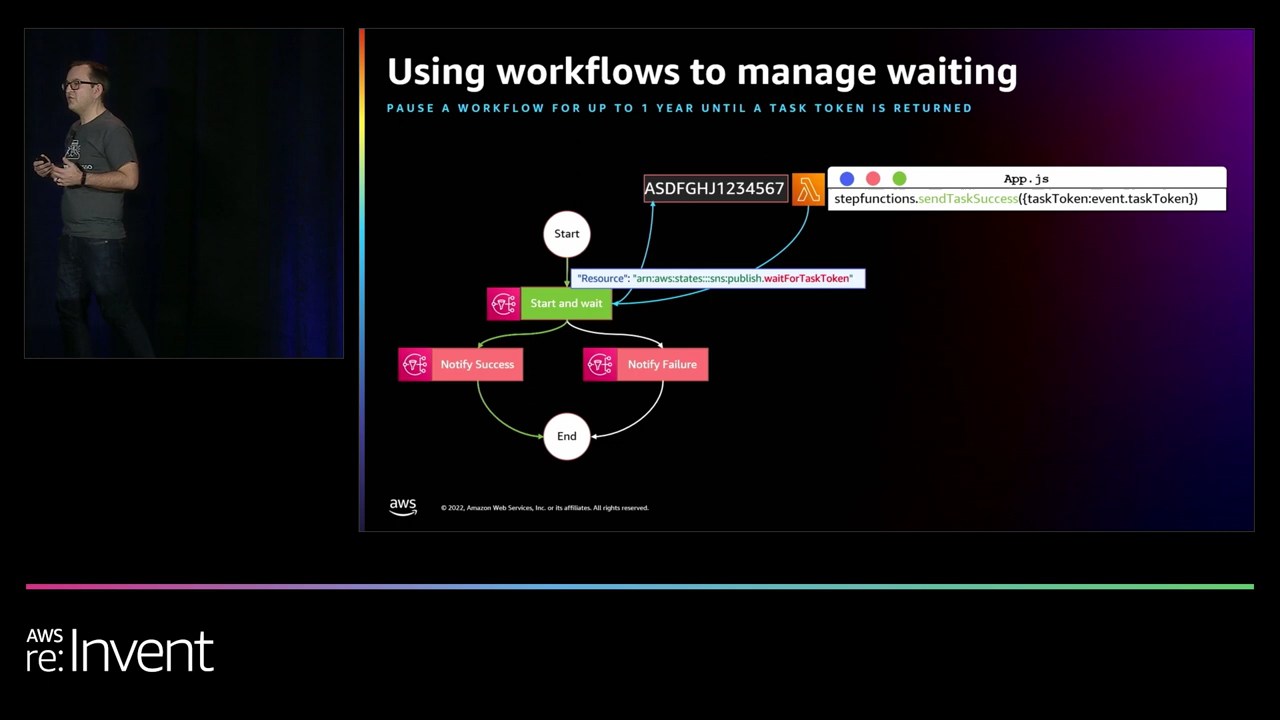 Using workflows to manage waiting
PAUSE A WORKFLOW FOR UP TO 1 YEAR UNTIL A TASK TOKEN IS RETURNED
ASDFGHJ1234567
App.js
stepfunctions.sendTaskSuccess({taskToken:event.taskToken})
Start
"Resource": "arn:aws:states:::sns:publish.waitForTaskToken"
Start and wait
Notify Success
Notify Failure
End
aws
© 2022, Amazon Web Services, Inc. or its affiliates. All rights reserved.
AWS
re:Invent